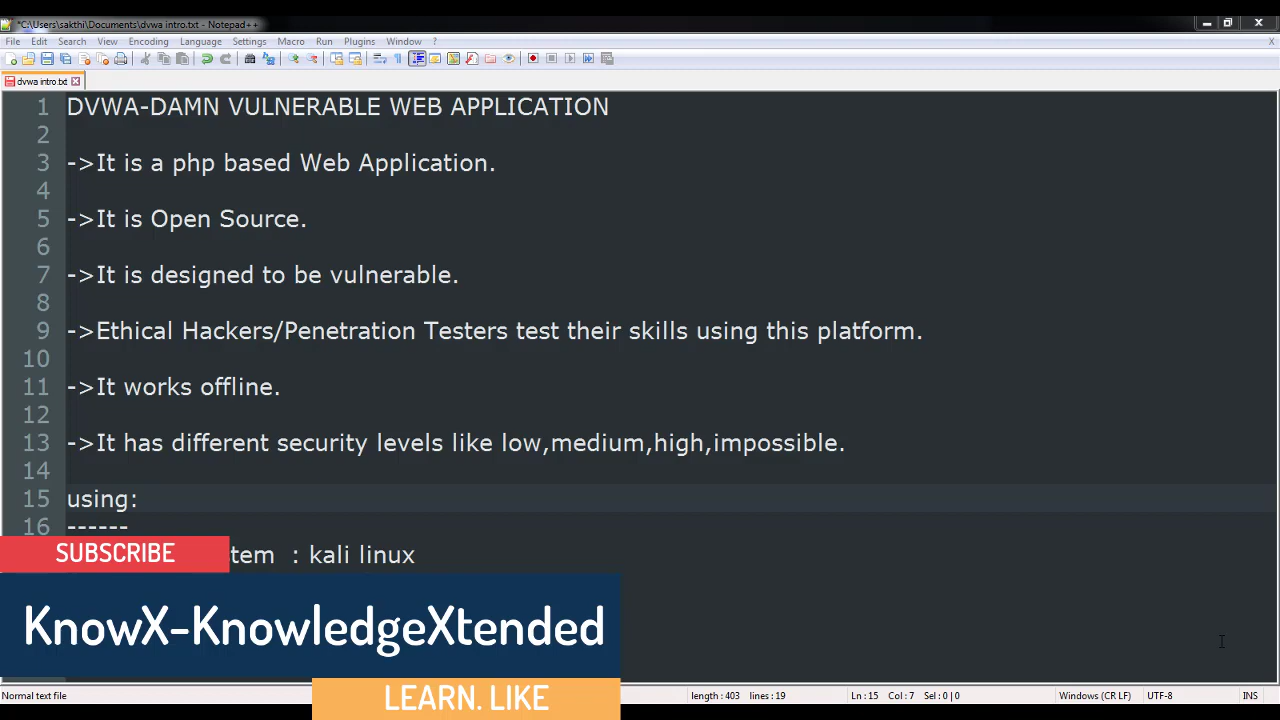 *C:\Users\sakthi\Documents\dvwa intro.txt - Notepad++
File Edit Search View Encoding Language Settings Macro Run Plugins Window ? X
dvwa intro.txt
1 DVWA-DAMN VULNERABLE WEB APPLICATION
2
3 ->It is a php based Web Application.
4
5 ->It is Open Source.
6
7 ->It is designed to be vulnerable.
8
9 ->Ethical Hackers/Penetration Testers test their skills using this platform.
10
11 ->It works offline.
12
13 ->It has different security levels like low,medium,high,impossible.
14
15 using:
16 ------
SUBSCRIBE
tem : kali linux
KnowX-KnowledgeXtended
LEARN. LIKE
Normal text file length : 403 lines : 19 Ln : 15 Col : 7 Sel : 0 | 0 Windows (CR LF) UTF-8 INS